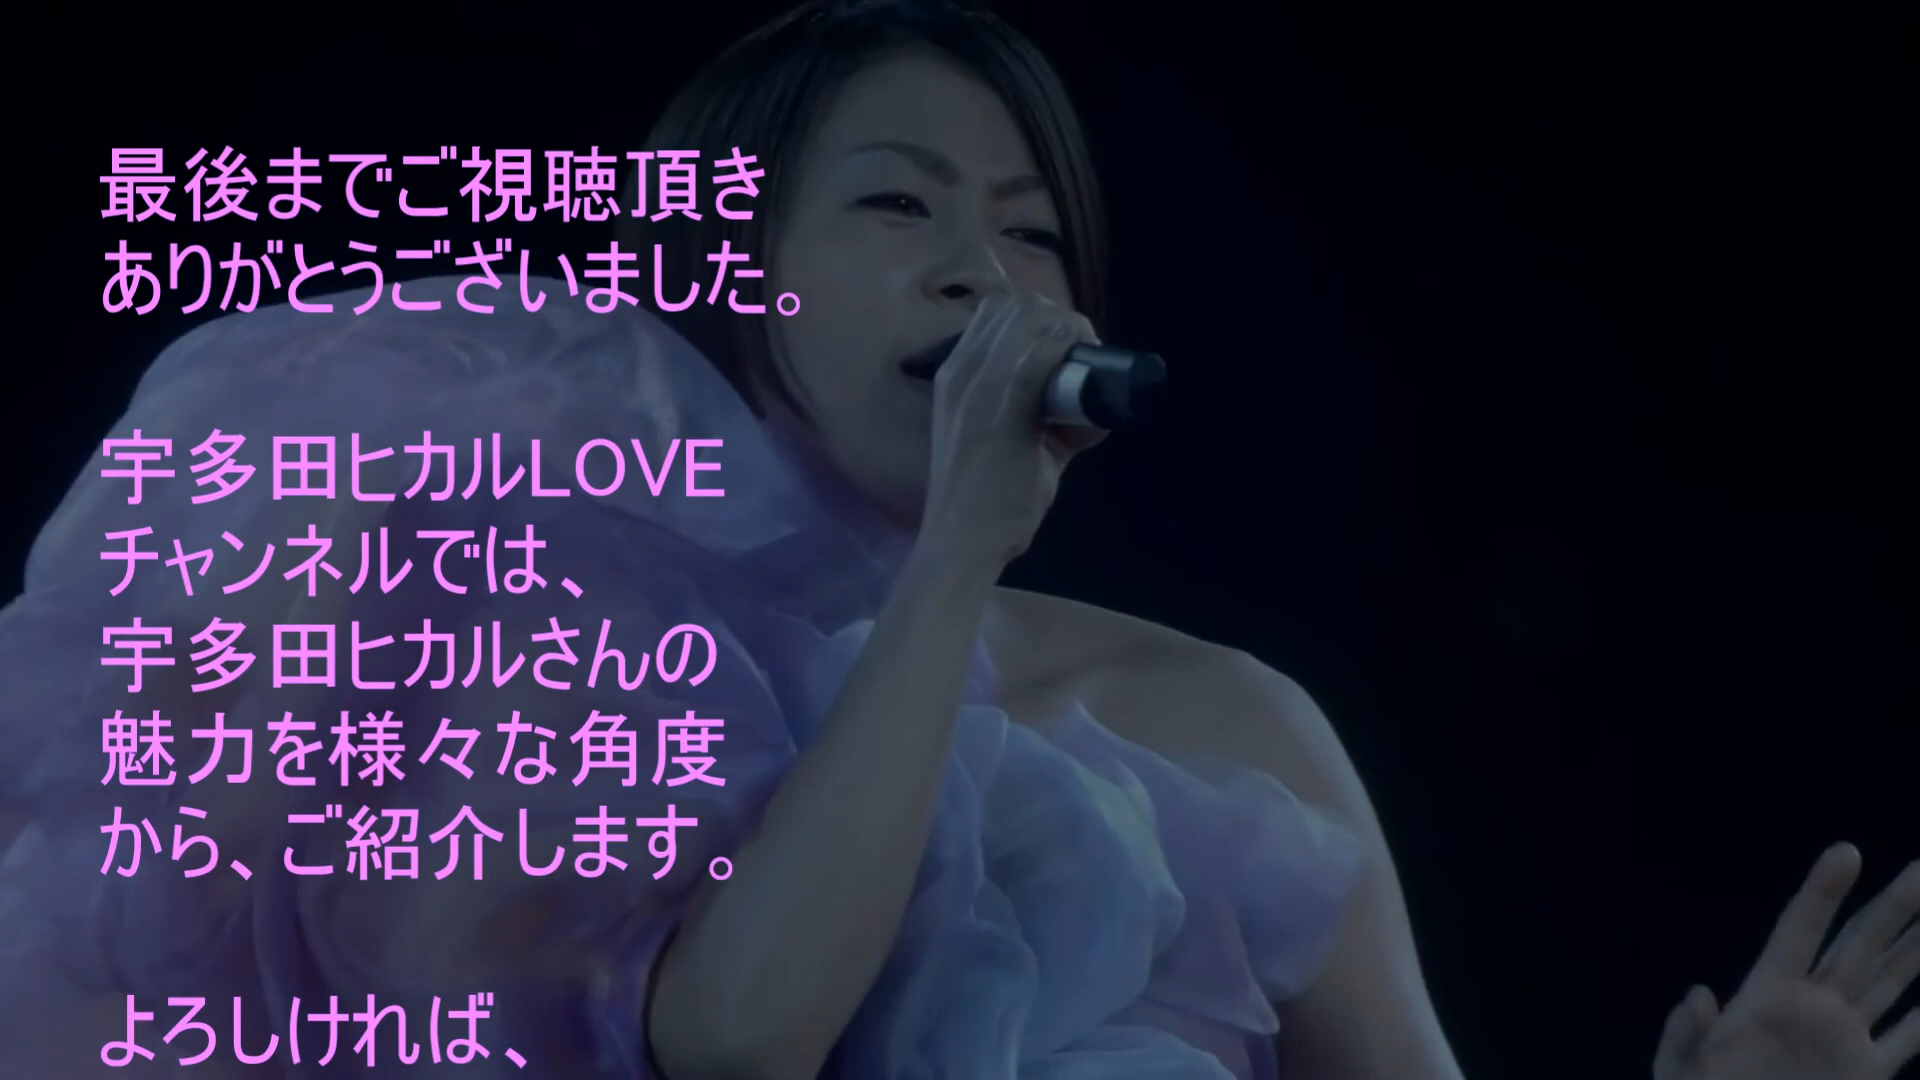 最後までご視聴頂き
ありがとうございました。
宇多田ヒカルLOVE
チャンネルでは、
宇多田ヒカルさんの
魅力を様々な角度
から、ご紹介します。
よろしければ、